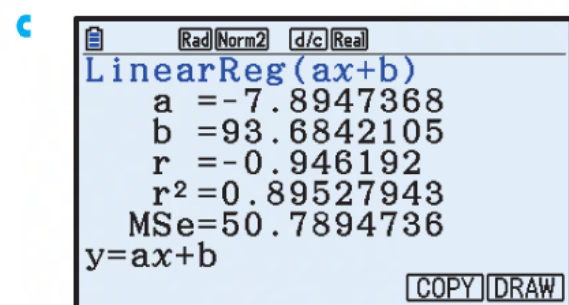 c
Rad Norm2 d/c Real
LinearReg(ax+b)
a =-7.8947368
b =93.6842105
r =-0.946192
r²=0.89527943
MSe=50.7894736
y=ax+b
COPY DRAW